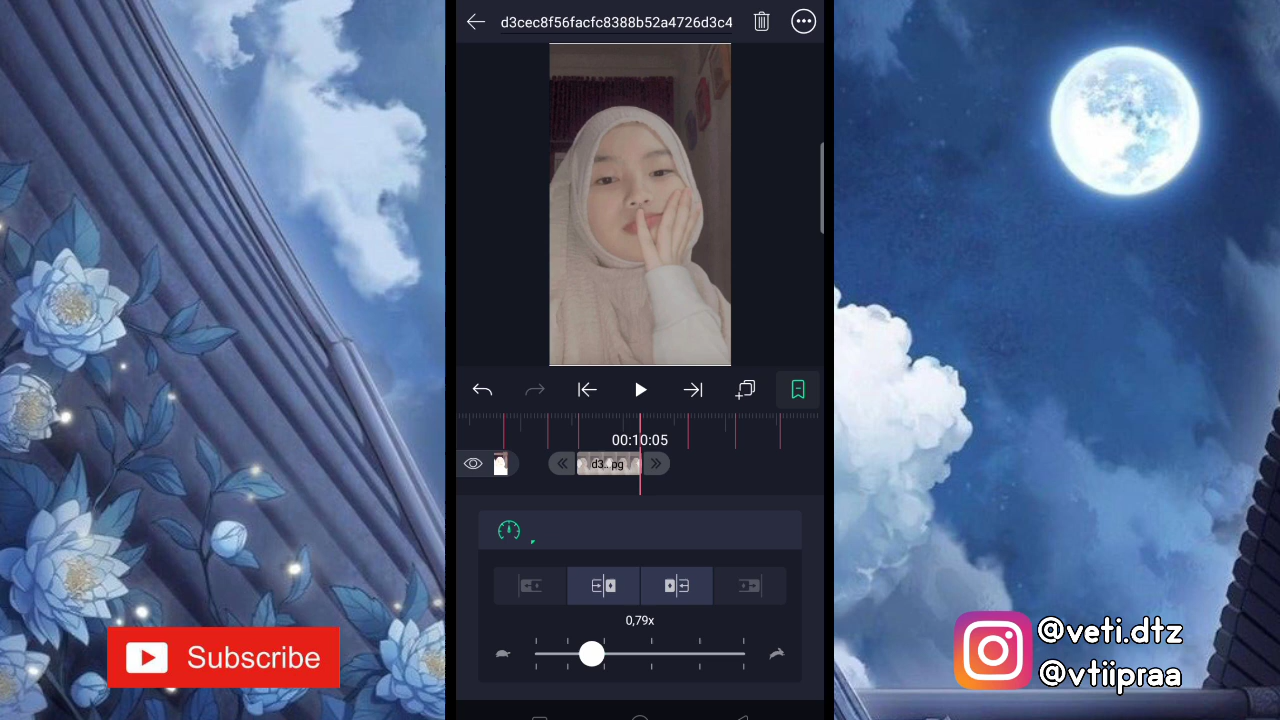 d3cec8f56facfc8388b52a4726d3c4
00:10:05
d3..pg
0,79x
Subscribe
@veti.dtz
@vtiipraa